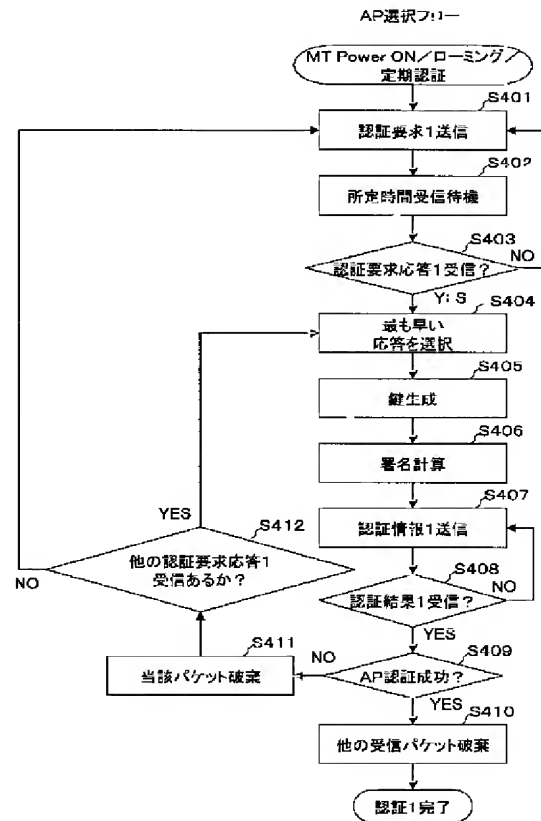 AP選択フロー
MT Power ON／ローミング／
定期認証
S401
認証要求1送信
S402
所定時間受信待機
S403
認証要求応答1受信？
NO
YES
S404
最も早い
応答を選択
S405
鍵生成
S406
署名計算
S407
認証情報1送信
S408
認証結果1受信？
NO
YES
S409
AP認証成功？
NO
YES
S410
他の受信パケット破棄
認証1完了
S411
当該パケット破棄
S412
他の認証要求応答1
受信あるか？
YES
NO